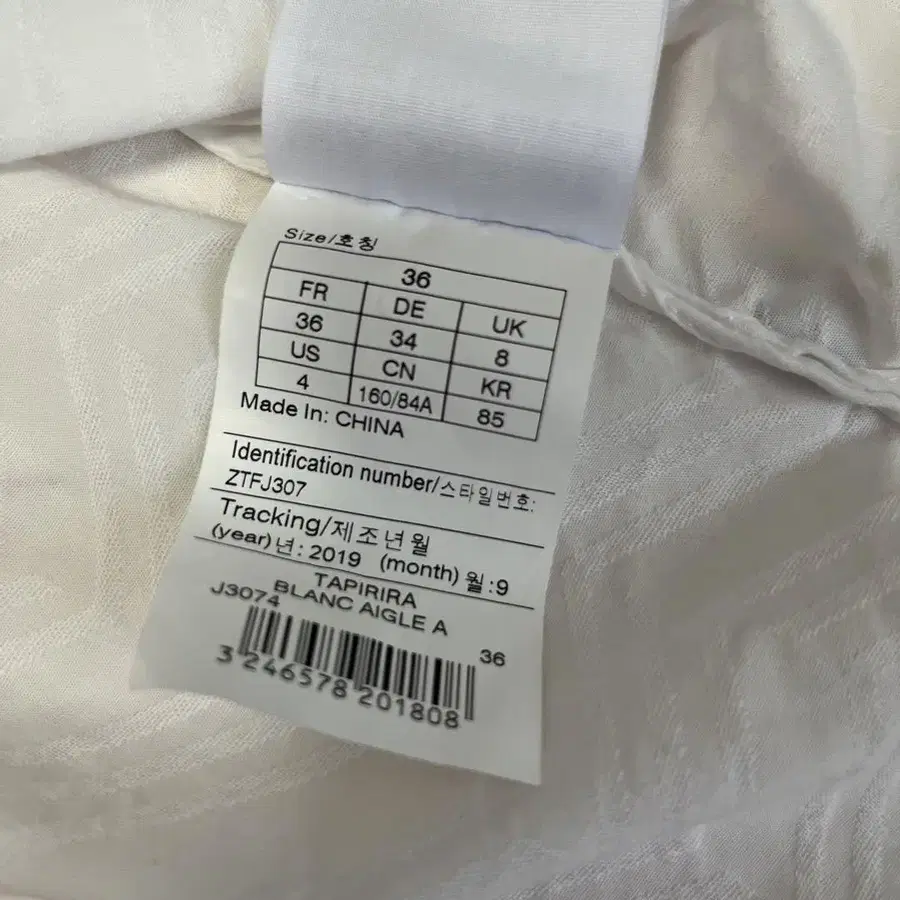 Size/호칭
36
FR DE UK
36 34 8
US CN KR
4 160/84A 85
Made In: CHINA
Identification number/스타일번호:
ZTFJ307
Tracking/제조년월
(year)년: 2019 (month)월:9
TAPIRIRA
J3074 BLANC AIGLE A
36
3 246578 201808